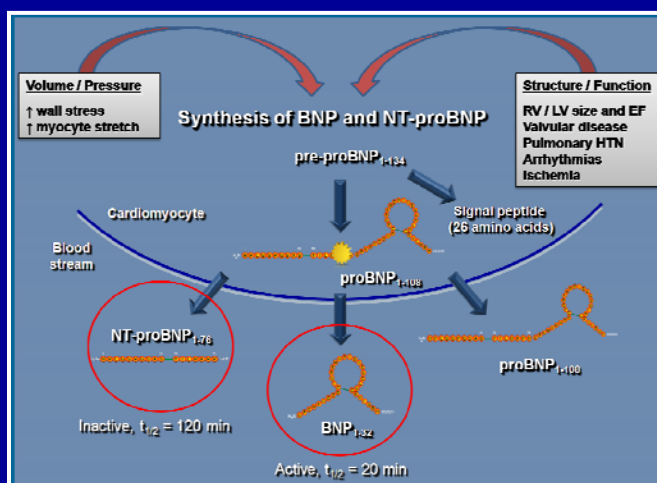 Volume / Pressure
↑ wall stress
↑ myocyte stretch
Structure / Function
RV / LV size and EF
Valvular disease
Pulmonary HTN
Arrhythmias
Ischemia
Synthesis of BNP and NT-proBNP
pre-proBNP1-134
Cardiomyocyte
Signal peptide
(26 amino acids)
Blood
stream
proBNP1-108
NT-proBNP1-76
proBNP1-108
Inactive, t1/2 = 120 min
BNP1-32
Active, t1/2 = 20 min